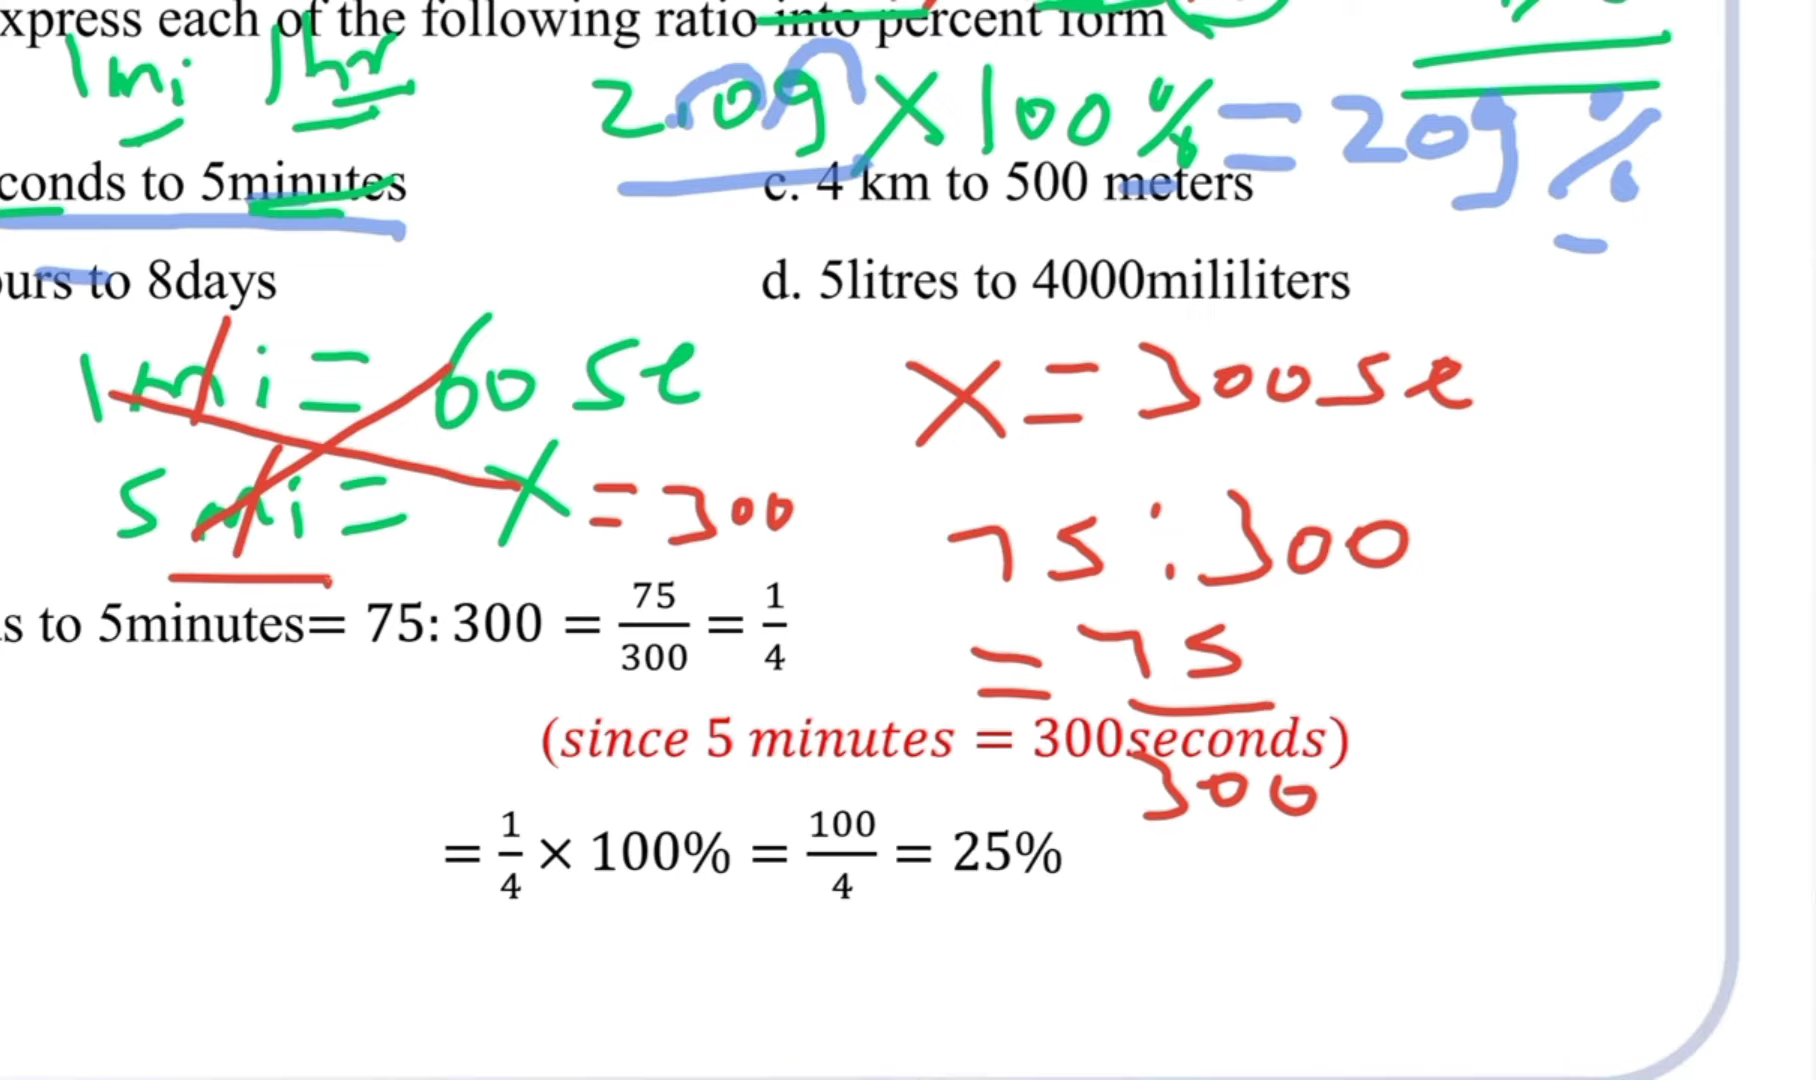 xpress each of the following ratio into percent form
1mi 1hr
2.09 × 100% = 209%
conds to 5minutes
c. 4 km to 500 meters
urs to 8days
d. 5litres to 4000mililiters
1mi = 60 se
x = 300se
5mi = x = 300
75 : 300
s to 5minutes= 75:300 = 75/300 = 1/4
= 75
300
(since 5 minutes = 300seconds)
= 1/4 × 100% = 100/4 = 25%